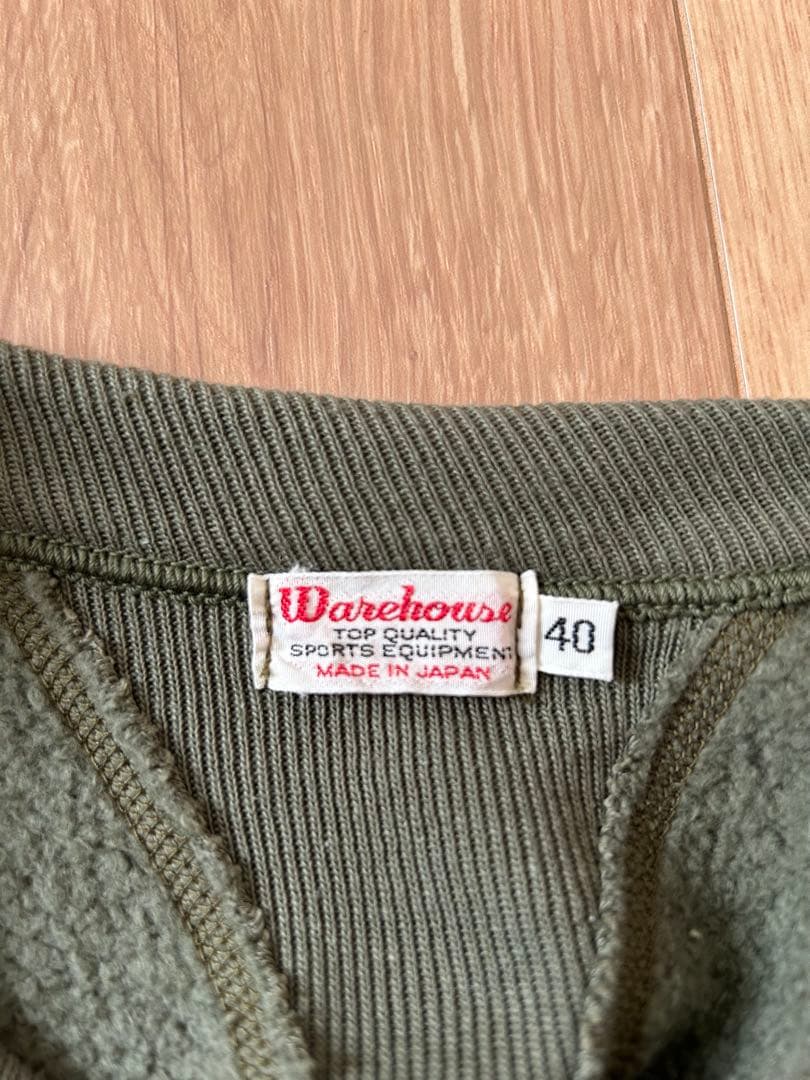 Warehouse
TOP QUALITY
SPORTS EQUIPMENT
MADE IN JAPAN
40